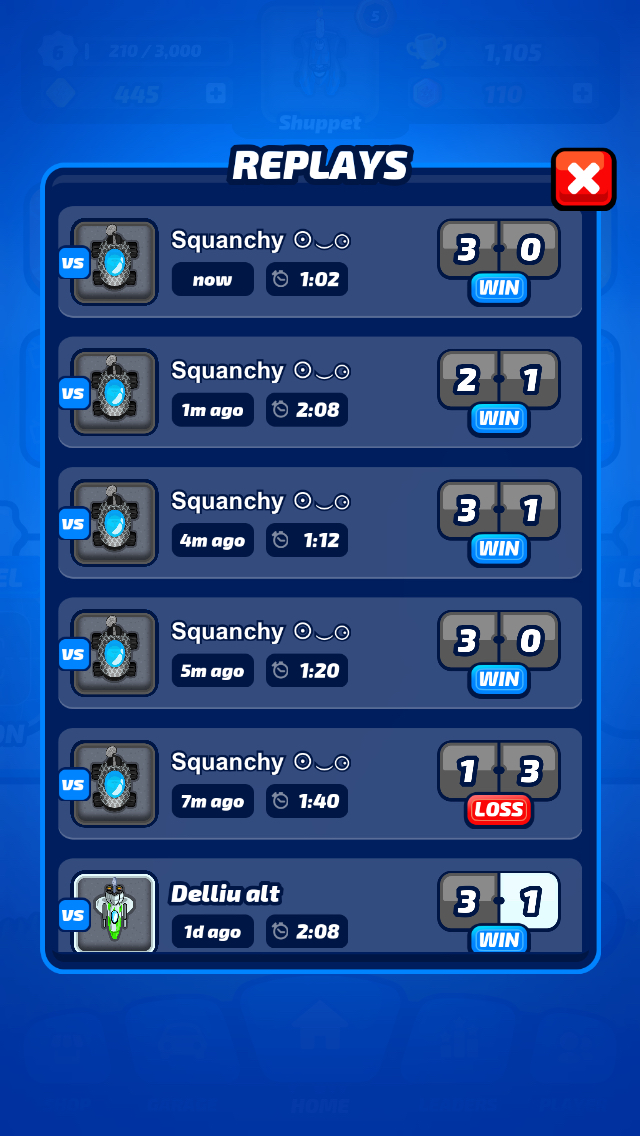 6 210 / 3,000 5 1,105
445 + 110 +
Shuppet
REPLAYS
Squanchy ⊙‿⊙
VS 3 0
now 1:02 WIN
Squanchy ⊙‿⊙
VS 2 1
1m ago 2:08 WIN
Squanchy ⊙‿⊙
VS 3 1
4m ago 1:12 WIN
Squanchy ⊙‿⊙
VS 3 0
5m ago 1:20 WIN
Squanchy ⊙‿⊙
VS 1 3
7m ago 1:40 LOSS
Delliu alt
VS 3 1
1d ago 2:08 WIN
HOME